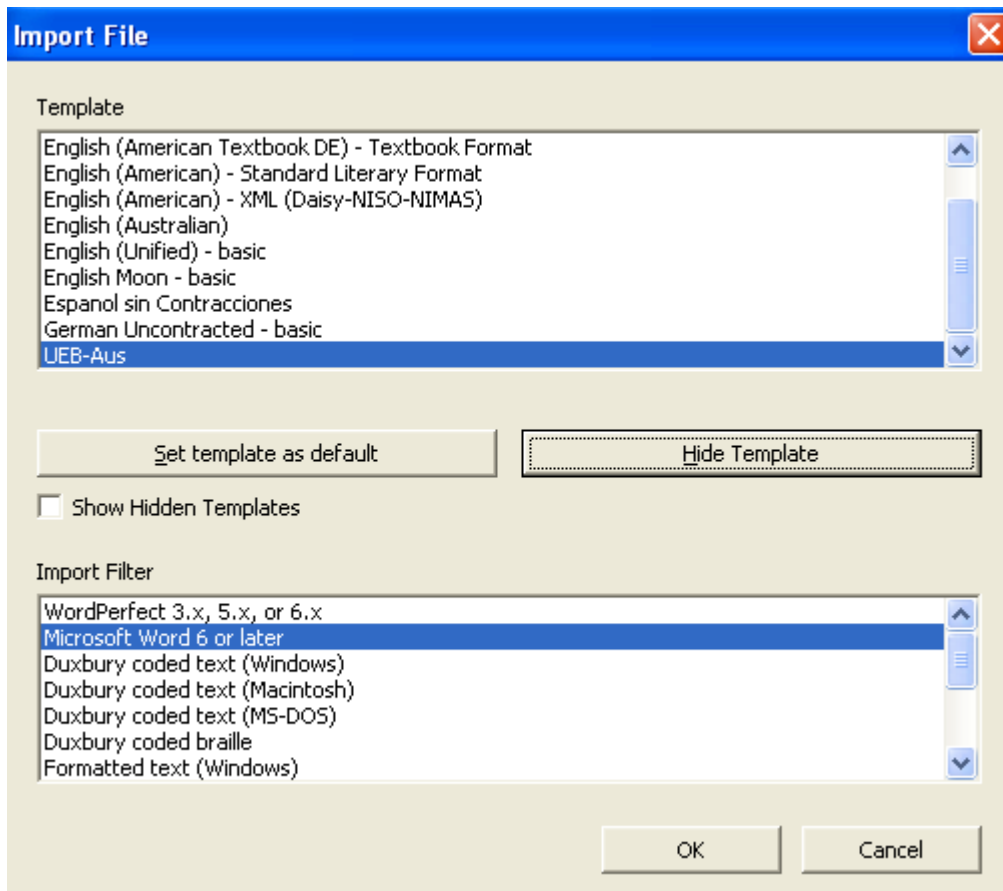 Import File
Template
English (American Textbook DE) - Textbook Format
English (American) - Standard Literary Format
English (American) - XML (Daisy-NISO-NIMAS)
English (Australian)
English (Unified) - basic
English Moon - basic
Espanol sin Contracciones
German Uncontracted - basic
UEB-Aus
Set template as default
Hide Template
Show Hidden Templates
Import Filter
WordPerfect 3.x, 5.x, or 6.x
Microsoft Word 6 or later
Duxbury coded text (Windows)
Duxbury coded text (Macintosh)
Duxbury coded text (MS-DOS)
Duxbury coded braille
Formatted text (Windows)
OK
Cancel